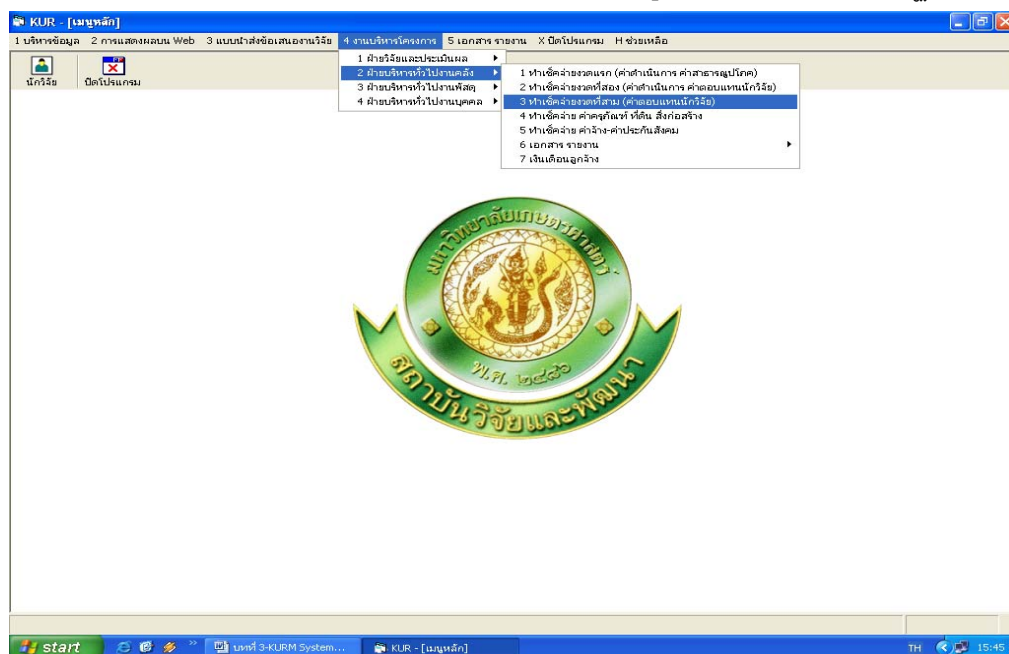 KUR - [เมนูหลัก]
1 บริหารข้อมูล 2 การแสดงผลบน Web 3 แบบนำส่งข้อเสนองานวิจัย 4 งานบริหารโครงการ 5 เอกสาร รายงาน X ปิดโปรแกรม H ช่วยเหลือ
นักวิจัย ปิดโปรแกรม
1 ฝ่ายวิจัยและประเมินผล
2 ฝ่ายบริหารทั่วไปงานคลัง
3 ฝ่ายบริหารทั่วไปงานพัสดุ
4 ฝ่ายบริหารทั่วไปงานบุคคล
1 ทำเช็คจ่ายงวดแรก (ค่าดำเนินการ ค่าสาธารณูปโภค)
2 ทำเช็คจ่ายงวดที่สอง (ค่าดำเนินการ ค่าตอบแทนนักวิจัย)
3 ทำเช็คจ่ายงวดที่สาม (ค่าตอบแทนนักวิจัย)
4 ทำเช็คจ่าย ค่าครุภัณฑ์ ที่ดิน สิ่งก่อสร้าง
5 ทำเช็คจ่าย ค่าจ้าง-ค่าประกันสังคม
6 เอกสาร รายงาน
7 เงินเดือนลูกจ้าง
มหาวิทยาลัยเกษตรศาสตร์
พ.ศ. ๒๔๘๖
สถาบันวิจัยและพัฒนา
start บทที่ 3-KURM System... KUR - [เมนูหลัก] TH 15:45